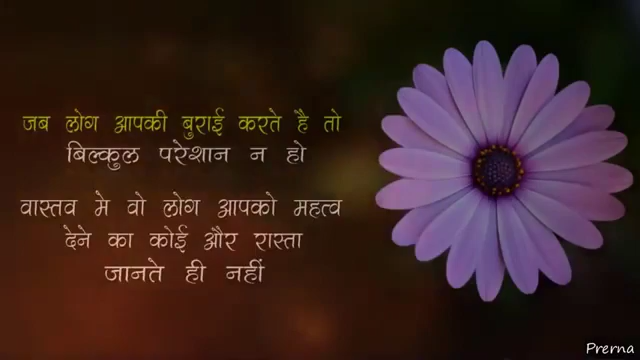 जब लोग आपकी बुराई करते है तो
बिल्कुल परेशान न हो
वास्तव मे वो लोग आपको महत्व
देने का कोई और रास्ता
जानते ही नहीं
Prerna